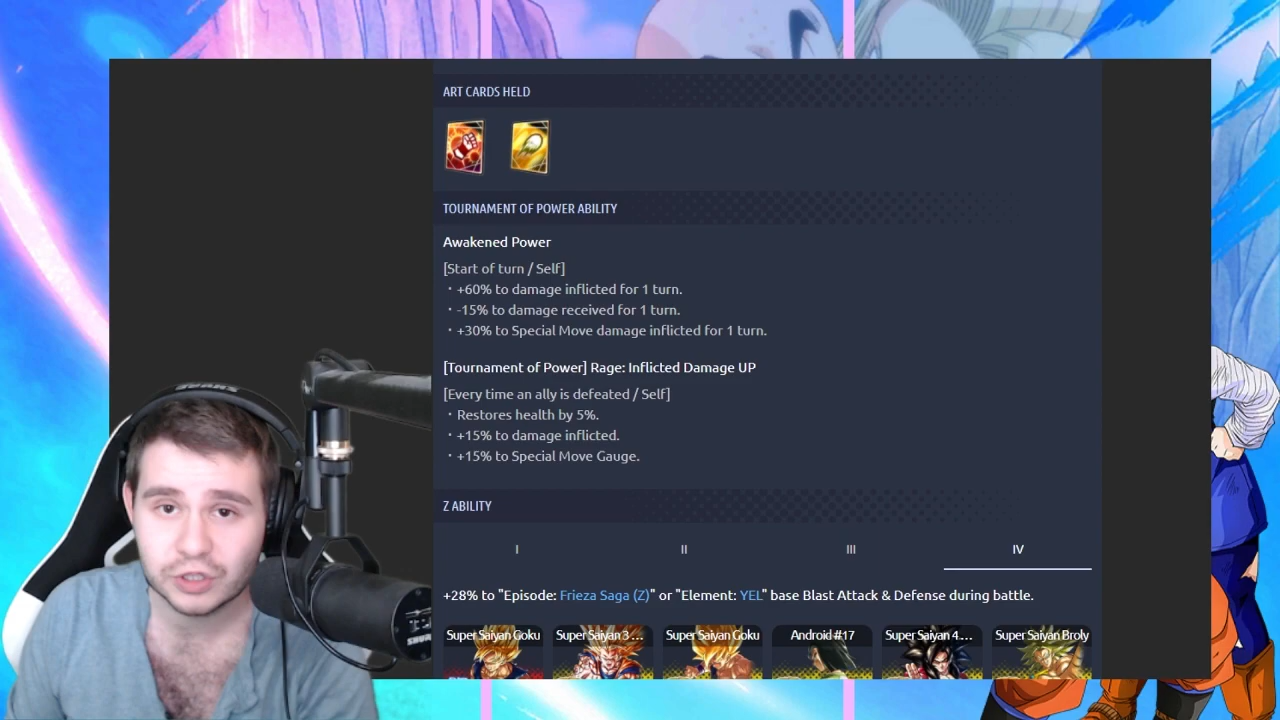 ART CARDS HELD
TOURNAMENT OF POWER ABILITY
Awakened Power
[Start of turn / Self]
・+60% to damage inflicted for 1 turn.
・-15% to damage received for 1 turn.
・+30% to Special Move damage inflicted for 1 turn.
[Tournament of Power] Rage: Inflicted Damage UP
[Every time an ally is defeated / Self]
・Restores health by 5%.
・+15% to damage inflicted.
・+15% to Special Move Gauge.
Z ABILITY
I II III IV
+28% to "Episode: Frieza Saga (Z)" or "Element: YEL" base Blast Attack & Defense during battle.
Super Saiyan Goku Super Saiyan 3... Super Saiyan Goku Android #17 Super Saiyan 4... Super Saiyan Broly